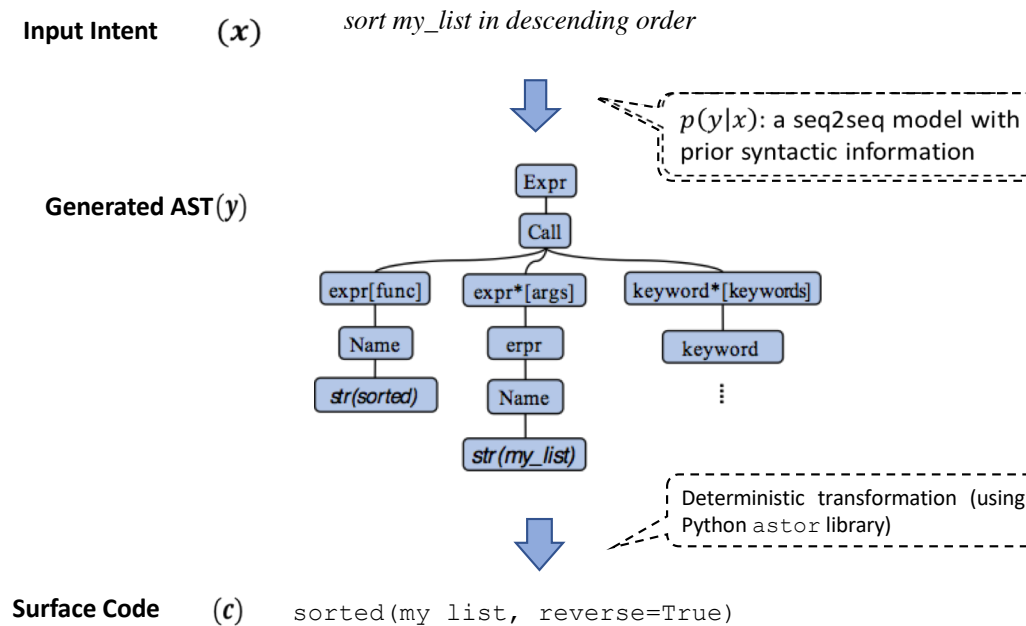 Input Intent (x) sort my_list in descending order
p(y|x): a seq2seq model with
prior syntactic information
Expr
Generated AST(y)
Call
expr[func] expr*[args] keyword*[keywords]
Name erpr keyword
str(sorted) Name
str(my_list)
Deterministic transformation (using
Python astor library)
Surface Code (c) sorted(my list, reverse=True)